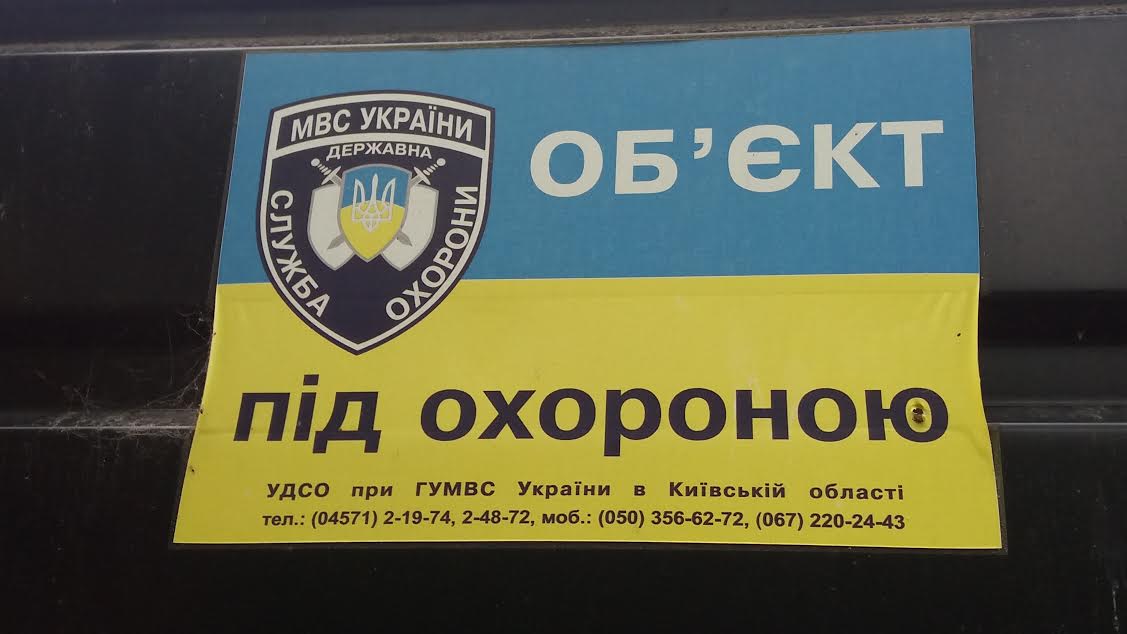 МВС УКРАЇНИ
ДЕРЖАВНА
СЛУЖБА
ОХОРОНИ
ОБ’ЄКТ
під охороною
УДСО при ГУМВС України в Київській області
тел.: (04571) 2-19-74, 2-48-72, моб.: (050) 356-62-72, (067) 220-24-43